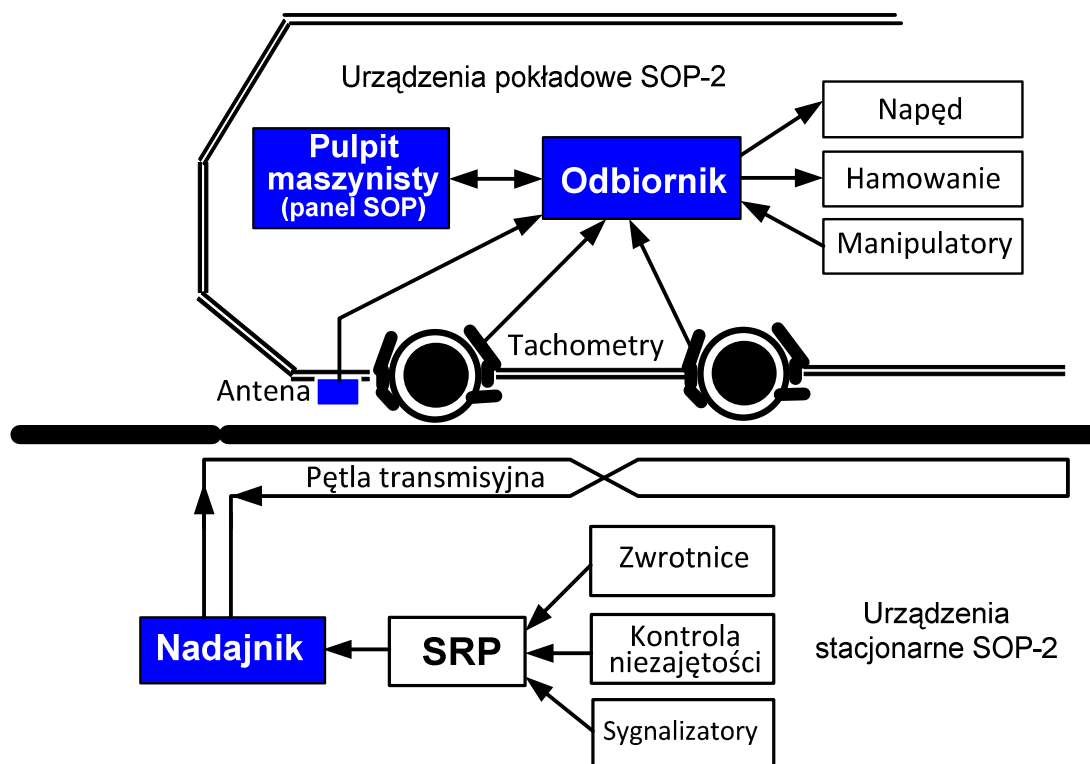 Urządzenia pokładowe SOP-2
Pulpit
maszynisty
(panel SOP)
Odbiornik
Napęd
Hamowanie
Manipulatory
Tachometry
Antena
Pętla transmisyjna
Zwrotnice
Nadajnik
SRP
Kontrola
niezajętości
Urządzenia
stacjonarne SOP-2
Sygnalizatory